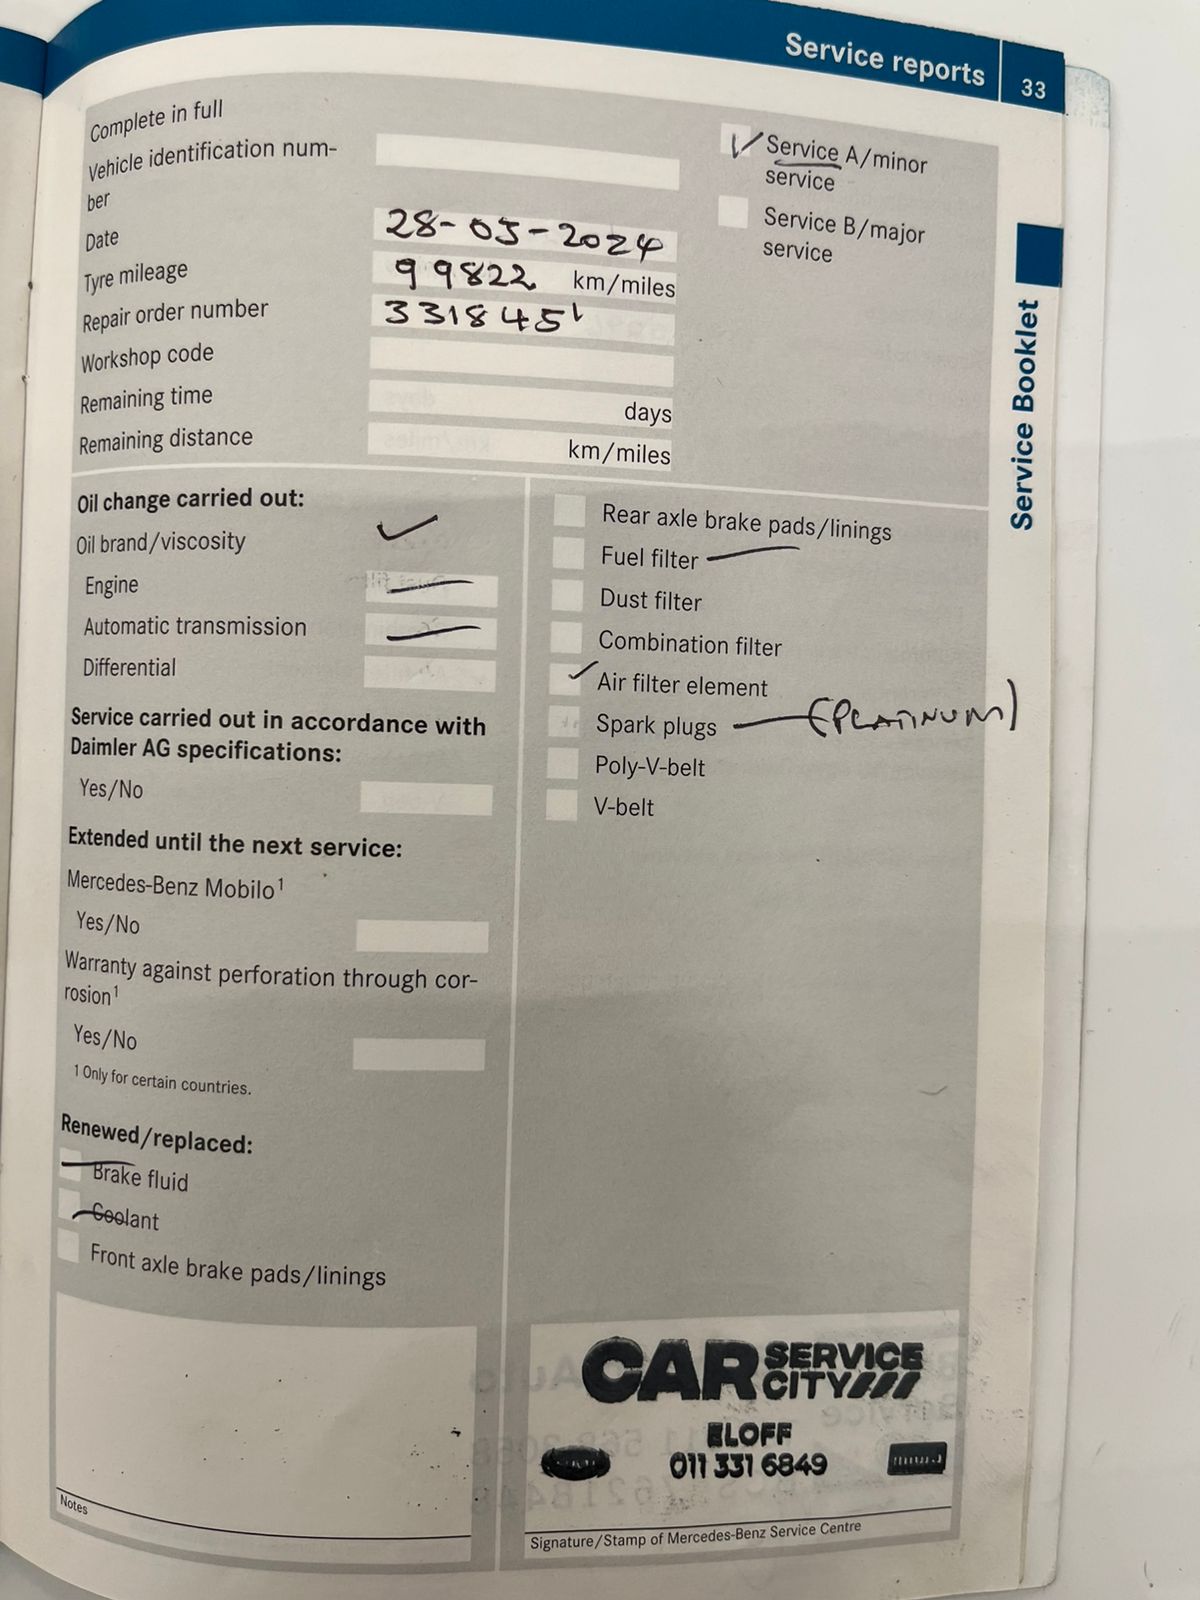 Service reports 33
Complete in full
Vehicle identification num-
ber
Date 28-05-2024
Tyre mileage 99822 km/miles
Repair order number 331845
Workshop code
Remaining time days
Remaining distance km/miles
Service A/minor
service
Service B/major
service
Service Booklet
Oil change carried out:
Oil brand/viscosity
Engine
Automatic transmission
Differential
Service carried out in accordance with
Daimler AG specifications:
Yes/No
Extended until the next service:
Mercedes-Benz Mobilo1
Yes/No
Warranty against perforation through cor-
rosion1
Yes/No
1 Only for certain countries.
Renewed/replaced:
Brake fluid
Coolant
Front axle brake pads/linings
Rear axle brake pads/linings
Fuel filter
Dust filter
Combination filter
Air filter element
Spark plugs (PLATINUM)
Poly-V-belt
V-belt
Notes
CAR SERVICE
CITY
ELOFF
011 331 6849
Signature/Stamp of Mercedes-Benz Service Centre